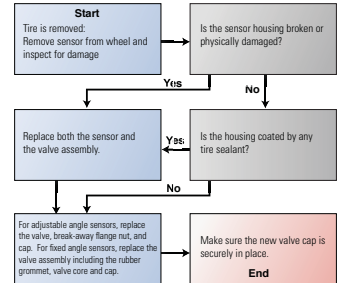 Start
Tire is removed:
Remove sensor from wheel and
inspect for damage
Is the sensor housing broken or
physically damaged?
Yes
No
Replace both the sensor and
the valve assembly.
Yes
Is the housing coated by any
tire sealant?
No
For adjustable angle sensors, replace
the valve, break-away flange nut, and
cap. For fixed angle sensors, replace the
valve assembly including the rubber
grommet, valve core and cap.
Make sure the new valve cap is
securely in place.
End